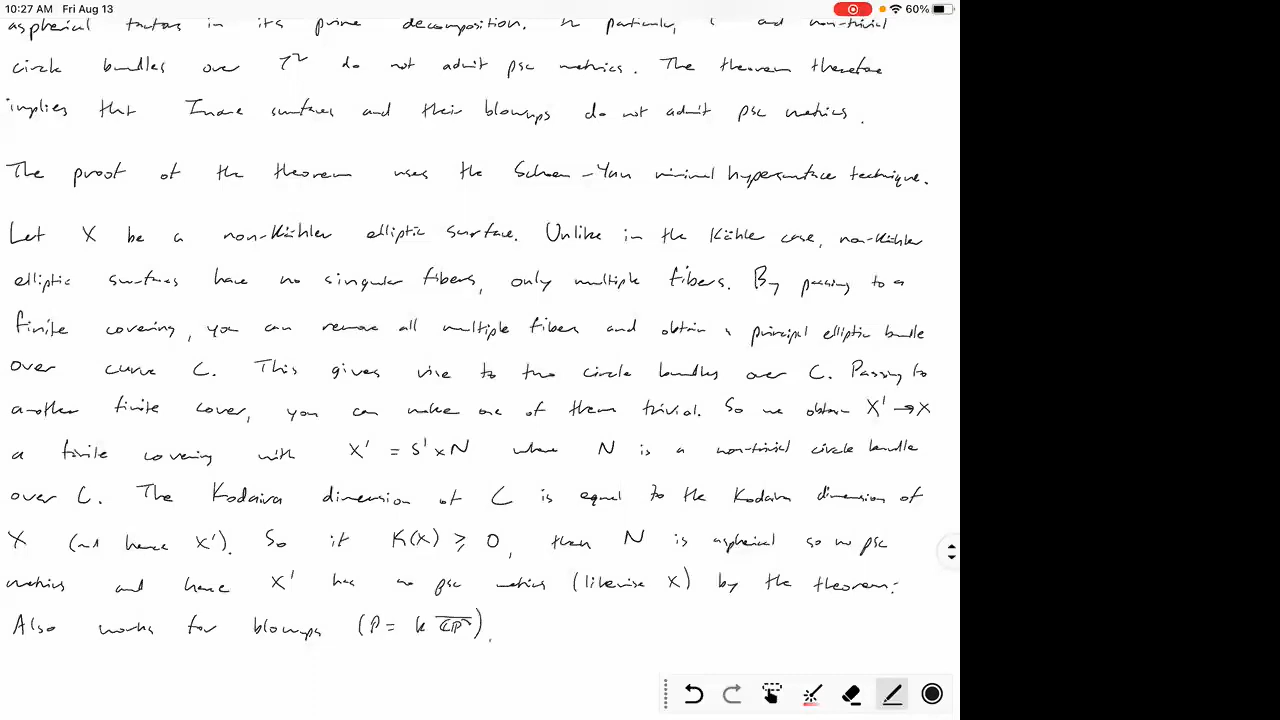 10:27 AM Fri Aug 13 60%
aspherical factors in its prime decomposition. In particular, and non-trivial
circle bundles over T² do not admit psc metrics. The theorem therefore
implies that Inoue surfaces and their blowups do not admit psc metrics.
The proof of the theorem uses the Schoen-Yau minimal hypersurface technique.
Let X be a non-Kähler elliptic surface. Unlike in the Kähler case, non-Kähler
elliptic surfaces have no singular fibers, only multiple fibers. By passing to a
finite covering, you can remove all multiple fibers and obtain a principal elliptic bundle
over curve C. This gives rise to two circle bundles over C. Passing to
another finite cover, you can make one of them trivial. So we obtain X' → X
a finite covering with X' = S¹ × N where N is a non-trivial circle bundle
over C. The Kodaira dimension of C is equal to the Kodaira dimension of
X (and hence X'). So if K(X) ⩾ 0, then N is aspherical so no psc
metrics and hence X' has no psc metrics (likewise X) by the theorem.
Also works for blowups (P = k \overline{CP²}).